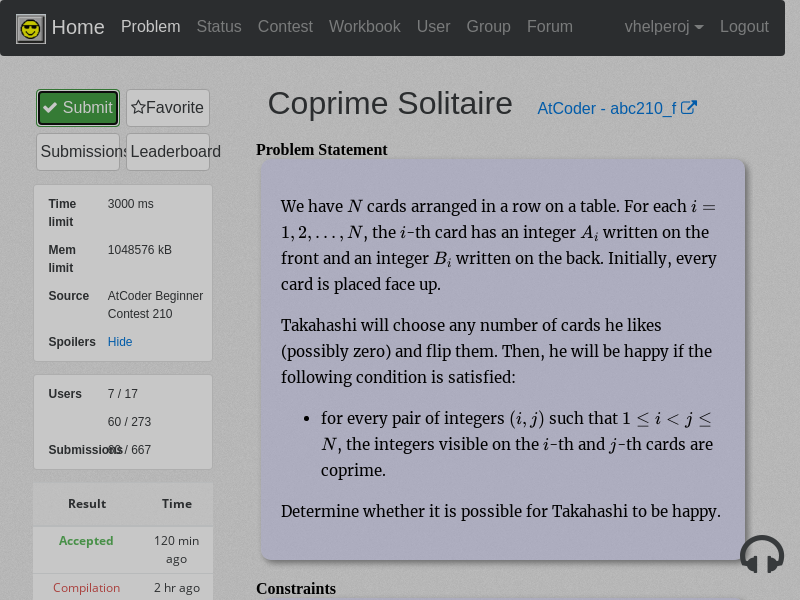 Home Problem Status Contest Workbook User Group Forum vhelperoj Logout
Submit Favorite
Submissions Leaderboard
Coprime Solitaire AtCoder - abc210_f
Time limit 3000 ms
Mem limit 1048576 kB
Source AtCoder Beginner Contest 210
Spoilers Hide
Users 7 / 17
60 / 273
Submissions / 667
Result Time
Accepted 120 min ago
Compilation 2 hr ago
Problem Statement
We have N cards arranged in a row on a table. For each i =
1, 2, …, N, the i-th card has an integer A_i written on the
front and an integer B_i written on the back. Initially, every
card is placed face up.
Takahashi will choose any number of cards he likes
(possibly zero) and flip them. Then, he will be happy if the
following condition is satisfied:
• for every pair of integers (i, j) such that 1 ≤ i < j ≤
N, the integers visible on the i-th and j-th cards are
coprime.
Determine whether it is possible for Takahashi to be happy.
Constraints